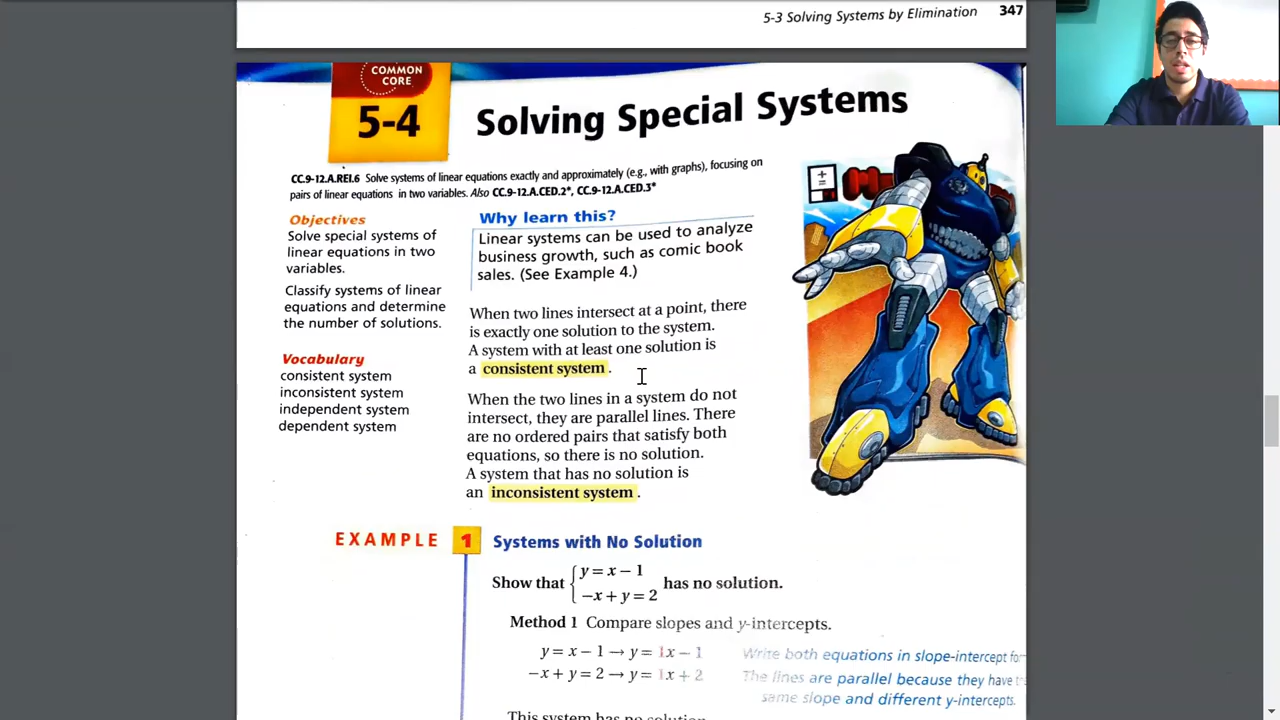 5-3 Solving Systems by Elimination 347
COMMON
CORE
5-4
Solving Special Systems
CC.9-12.A.REI.6 Solve systems of linear equations exactly and approximately (e.g., with graphs), focusing on
pairs of linear equations in two variables. Also CC.9-12.A.CED.2*, CC.9-12.A.CED.3*
Objectives
Solve special systems of
linear equations in two
variables.
Classify systems of linear
equations and determine
the number of solutions.
Vocabulary
consistent system
inconsistent system
independent system
dependent system
Why learn this?
Linear systems can be used to analyze
business growth, such as comic book
sales. (See Example 4.)
When two lines intersect at a point, there
is exactly one solution to the system.
A system with at least one solution is
a consistent system.
When the two lines in a system do not
intersect, they are parallel lines. There
are no ordered pairs that satisfy both
equations, so there is no solution.
A system that has no solution is
an inconsistent system.
EXAMPLE 1 Systems with No Solution
Show that { y = x − 1
−x + y = 2 has no solution.
Method 1 Compare slopes and y-intercepts.
y = x − 1 → y = 1x − 1
−x + y = 2 → y = 1x + 2
Write both equations in slope-intercept
The lines are parallel because they have
same slope and different y-intercepts.
This system has no solution